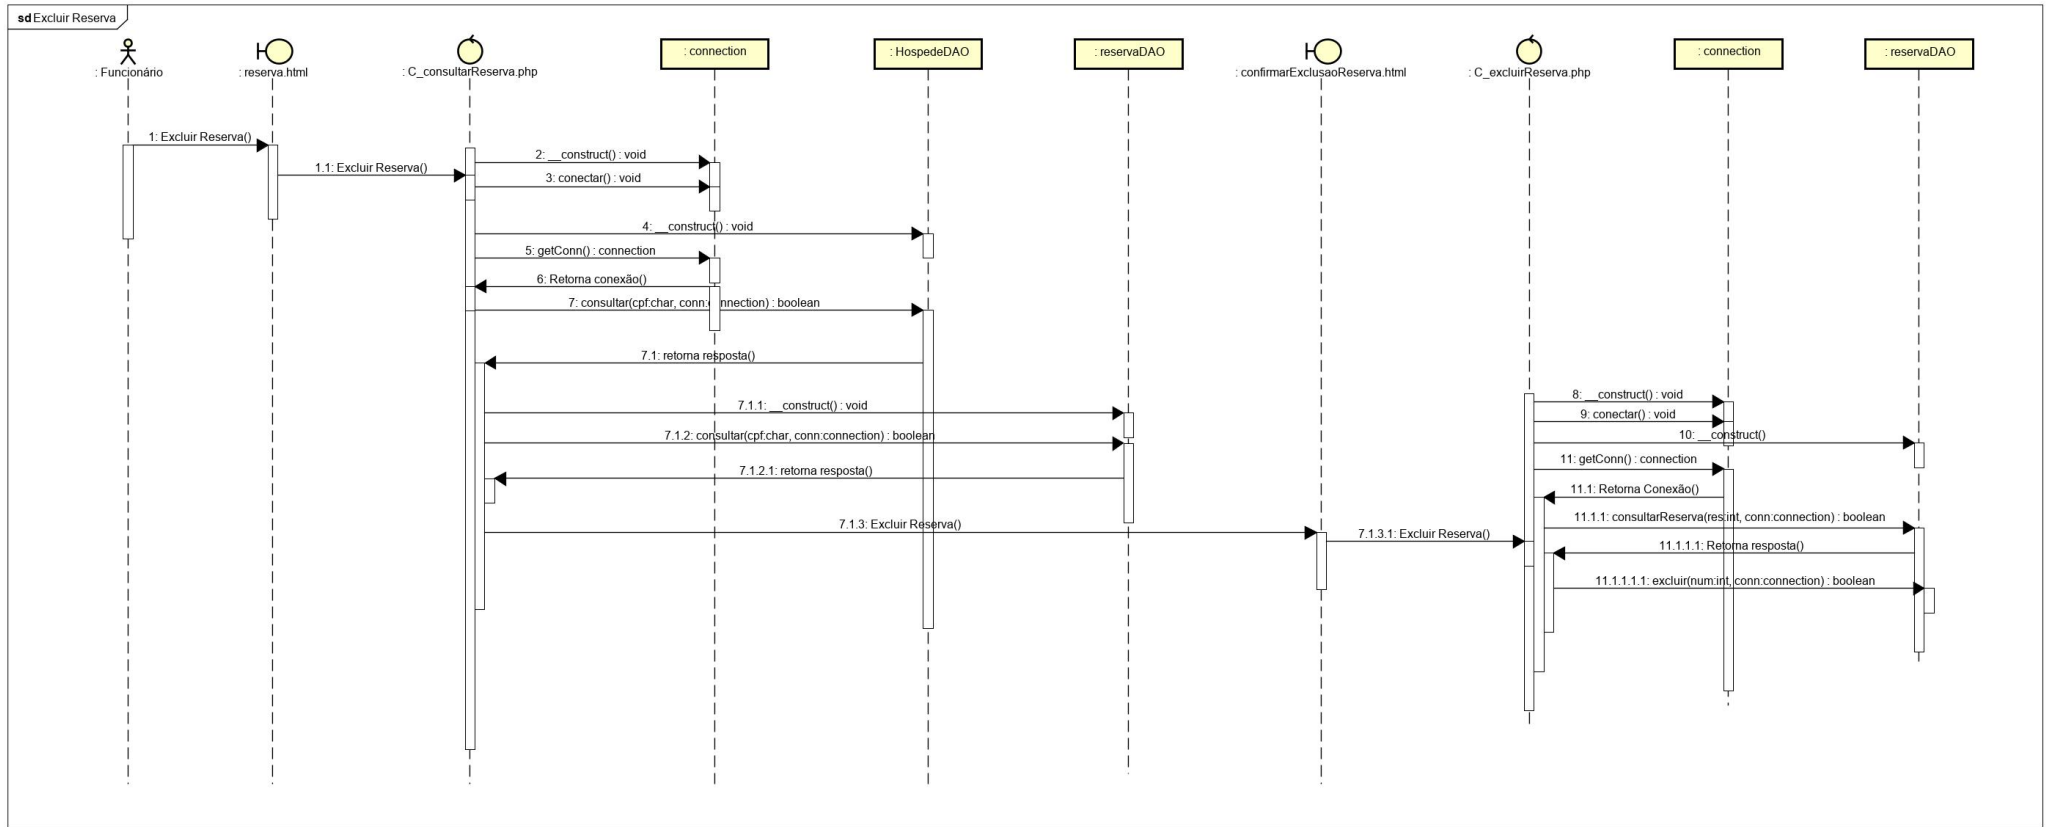 sd Excluir Reserva
: Funcionário
: reserva.html
: C_consultarReserva.php
: connection
: HospedeDAO
: reservaDAO
: confirmarExclusaoReserva.html
: C_excluirReserva.php
: connection
: reservaDAO
1: Excluir Reserva()
1.1: Excluir Reserva()
2: __construct() : void
3: conectar() : void
4: __construct() : void
5: getConn() : connection
6: Retorna conexão()
7: consultar(cpf:char, conn:connection) : boolean
7.1: retorna resposta()
7.1.1: __construct() : void
7.1.2: consultar(cpf:char, conn:connection) : boolean
7.1.2.1: retorna resposta()
7.1.3: Excluir Reserva()
7.1.3.1: Excluir Reserva()
8: __construct() : void
9: conectar() : void
10: __construct()
11: getConn() : connection
11.1: Retorna Conexão()
11.1.1: consultarReserva(res:int, conn:connection) : boolean
11.1.1.1: Retorna resposta()
11.1.1.1.1: excluir(num:int, conn:connection) : boolean